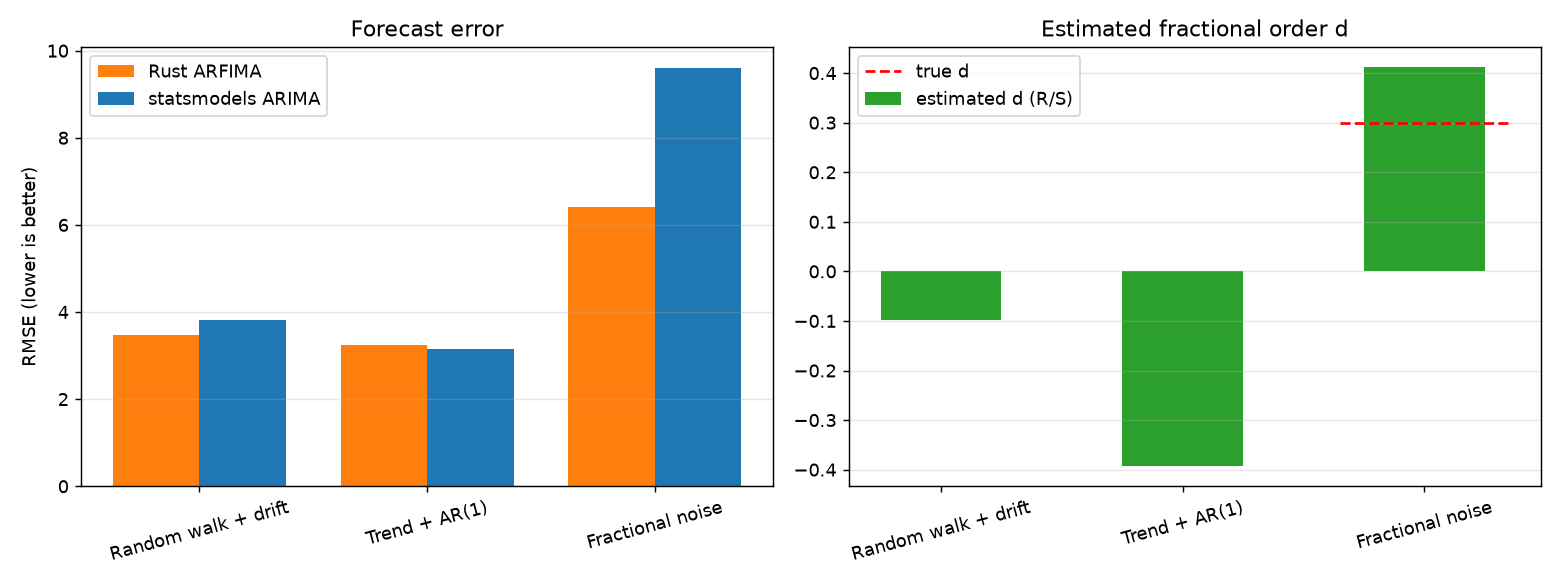 Forecast error
RMSE (lower is better)
10
8
6
4
2
0
Rust ARFIMA
statsmodels ARIMA
Random walk + drift
Trend + AR(1)
Fractional noise
Estimated fractional order d
0.4
0.3
0.2
0.1
0.0
−0.1
−0.2
−0.3
−0.4
true d
estimated d (R/S)
Random walk + drift
Trend + AR(1)
Fractional noise